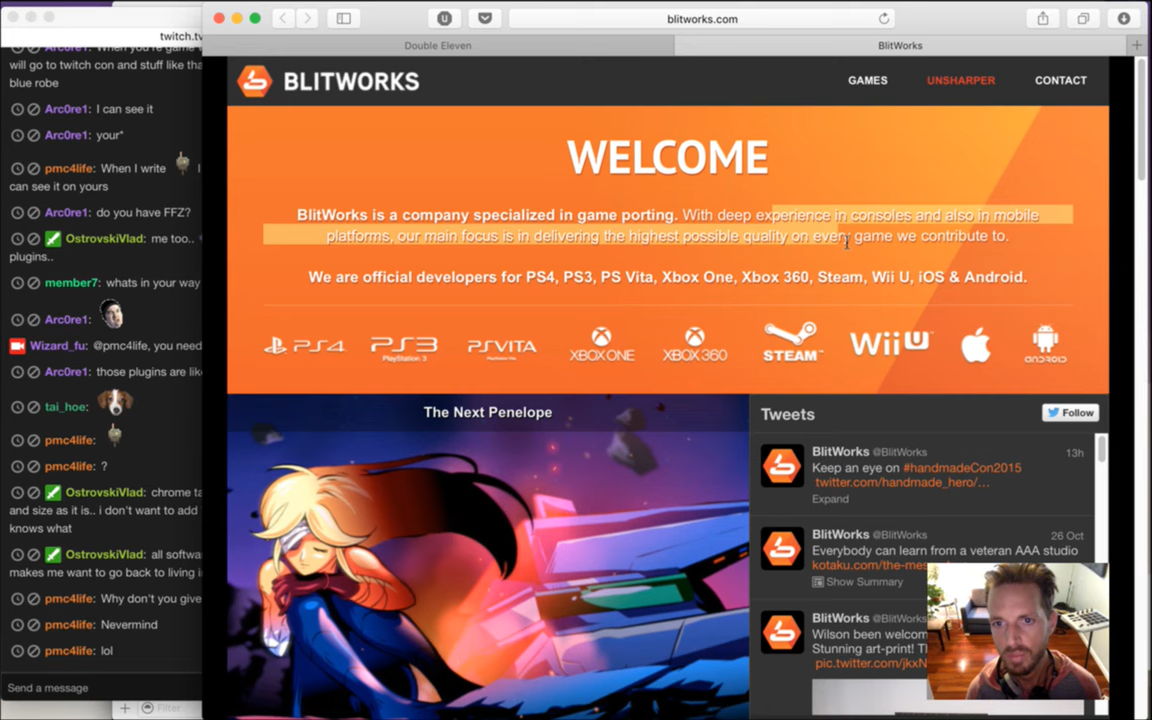 twitch.tv
Arc0re1: When you're game
will go to twitch con and stuff like tha
blue robe
Arc0re1: I can see it
Arc0re1: your*
pmc4life: When I write I
can see it on yours
Arc0re1: do you have FFZ?
OstrovskiVlad: me too..
plugins..
member7: whats in your way
Arc0re1:
Wizard_fu: @pmc4life, you need
Arc0re1: those plugins are lik
tai_hoe:
pmc4life:
pmc4life: ?
OstrovskiVlad: chrome ta
and size as it is.. i don't want to add
knows what
OstrovskiVlad: all softwa
makes me want to go back to living i
pmc4life: Why don't you give
pmc4life: Nevermind
pmc4life: lol
Send a message
Filter
blitworks.com
Double Eleven
BlitWorks
BLITWORKS
GAMES UNSHARPER CONTACT
WELCOME
BlitWorks is a company specialized in game porting. With deep experience in consoles and also in mobile
platforms, our main focus is in delivering the highest possible quality on every game we contribute to.
We are official developers for PS4, PS3, PS Vita, Xbox One, Xbox 360, Steam, Wii U, iOS & Android.
PS4 PS3 PlayStation 3 PSVITA XBOX ONE XBOX 360 STEAM Wii U ANDROID
The Next Penelope
Tweets
Follow
BlitWorks @BlitWorks 13h
Keep an eye on #handmadeCon2015
twitter.com/handmade_hero/…
Expand
BlitWorks @BlitWorks 26 Oct
Everybody can learn from a veteran AAA studio
kotaku.com/the-mes
Show Summary
BlitWorks @BlitWorks
Wilson been welcom
Stunning art-print! T
pic.twitter.com/jkxN